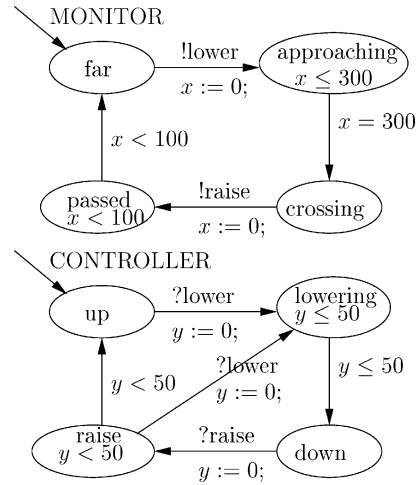 MONITOR
far
!lower
x := 0;
approaching
x ≤ 300
x < 100
x = 300
passed
x < 100
!raise
x := 0;
crossing
CONTROLLER
up
?lower
y := 0;
lowering
y ≤ 50
y < 50
?lower
y := 0;
y ≤ 50
raise
y < 50
?raise
y := 0;
down